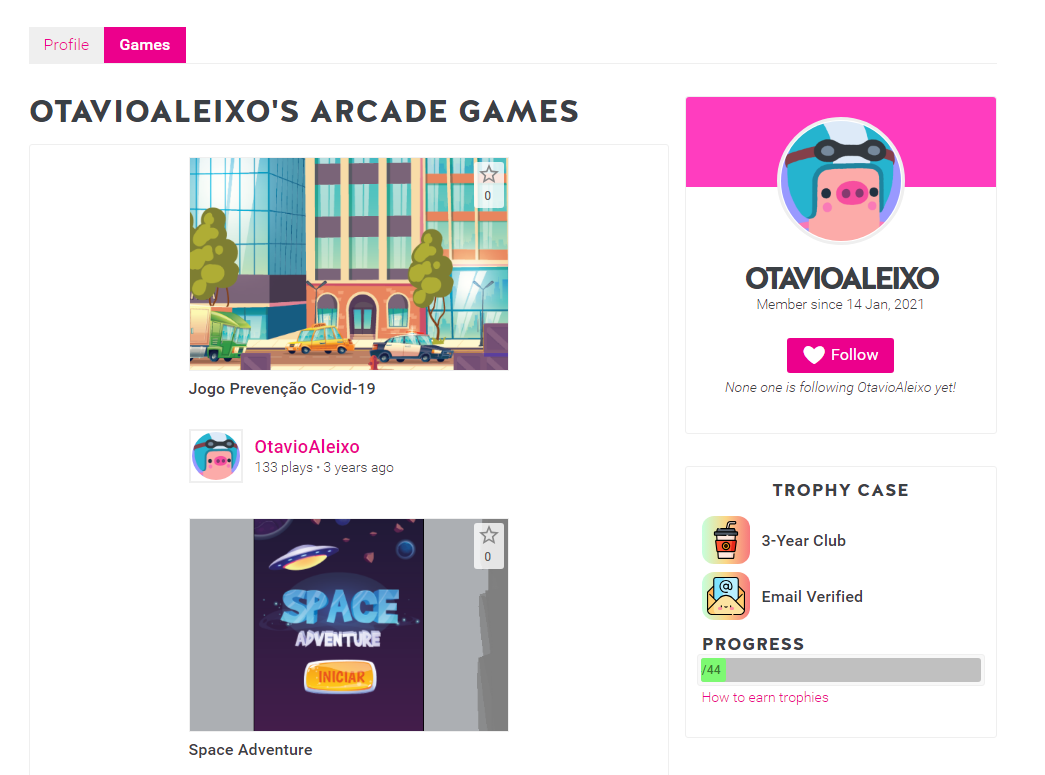 Profile
Games
OTAVIOALEIXO'S ARCADE GAMES
0
Jogo Prevenção Covid-19
OtavioAleixo
133 plays · 3 years ago
0
SPACE
ADVENTURE
INICIAR
Space Adventure
OTAVIOALEIXO
Member since 14 Jan, 2021
Follow
None one is following OtavioAleixo yet!
TROPHY CASE
3-Year Club
@
Email Verified
PROGRESS
/44
How to earn trophies